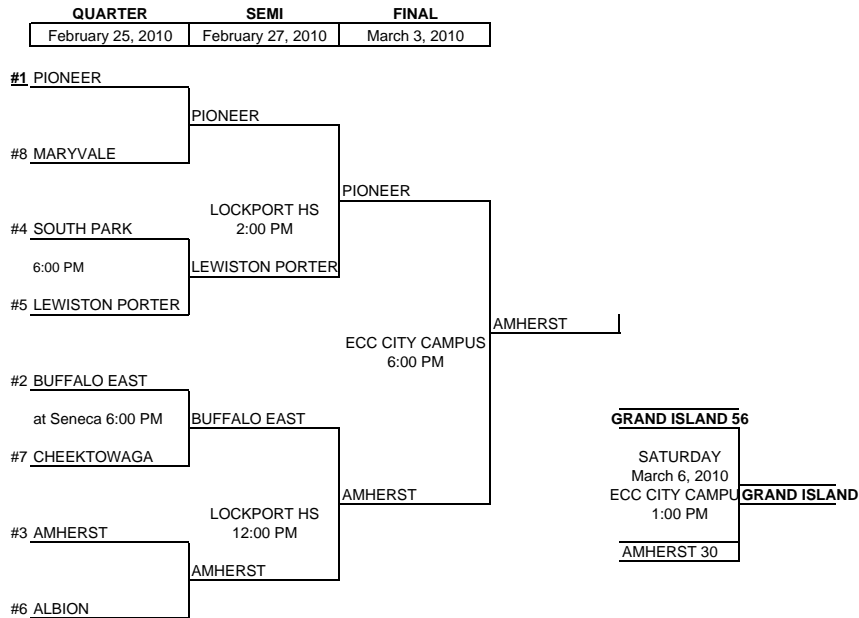 QUARTER SEMI FINAL
February 25, 2010 February 27, 2010 March 3, 2010
#1 PIONEER
PIONEER
#8 MARYVALE
PIONEER
LOCKPORT HS
2:00 PM
#4 SOUTH PARK
6:00 PM
LEWISTON PORTER
#5 LEWISTON PORTER
AMHERST
ECC CITY CAMPUS
6:00 PM
#2 BUFFALO EAST
at Seneca 6:00 PM
BUFFALO EAST
GRAND ISLAND 56
#7 CHEEKTOWAGA
SATURDAY
March 6, 2010
ECC CITY CAMPU
1:00 PM
GRAND ISLAND
AMHERST
LOCKPORT HS
12:00 PM
#3 AMHERST
AMHERST 30
AMHERST
#6 ALBION